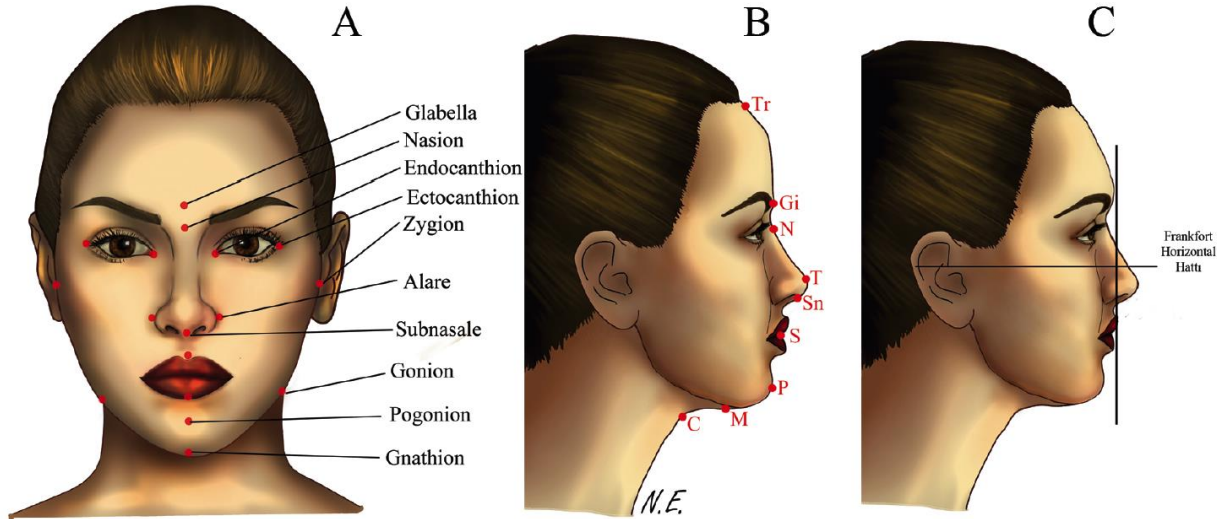 A
Glabella
Nasion
Endocanthion
Ectocanthion
Zygion
Alare
Subnasale
Gonion
Pogonion
Gnathion
B
Tr
Gi
N
T
Sn
S
P
M
C
N.E.
C
Frankfort
Horizontal
Hattı